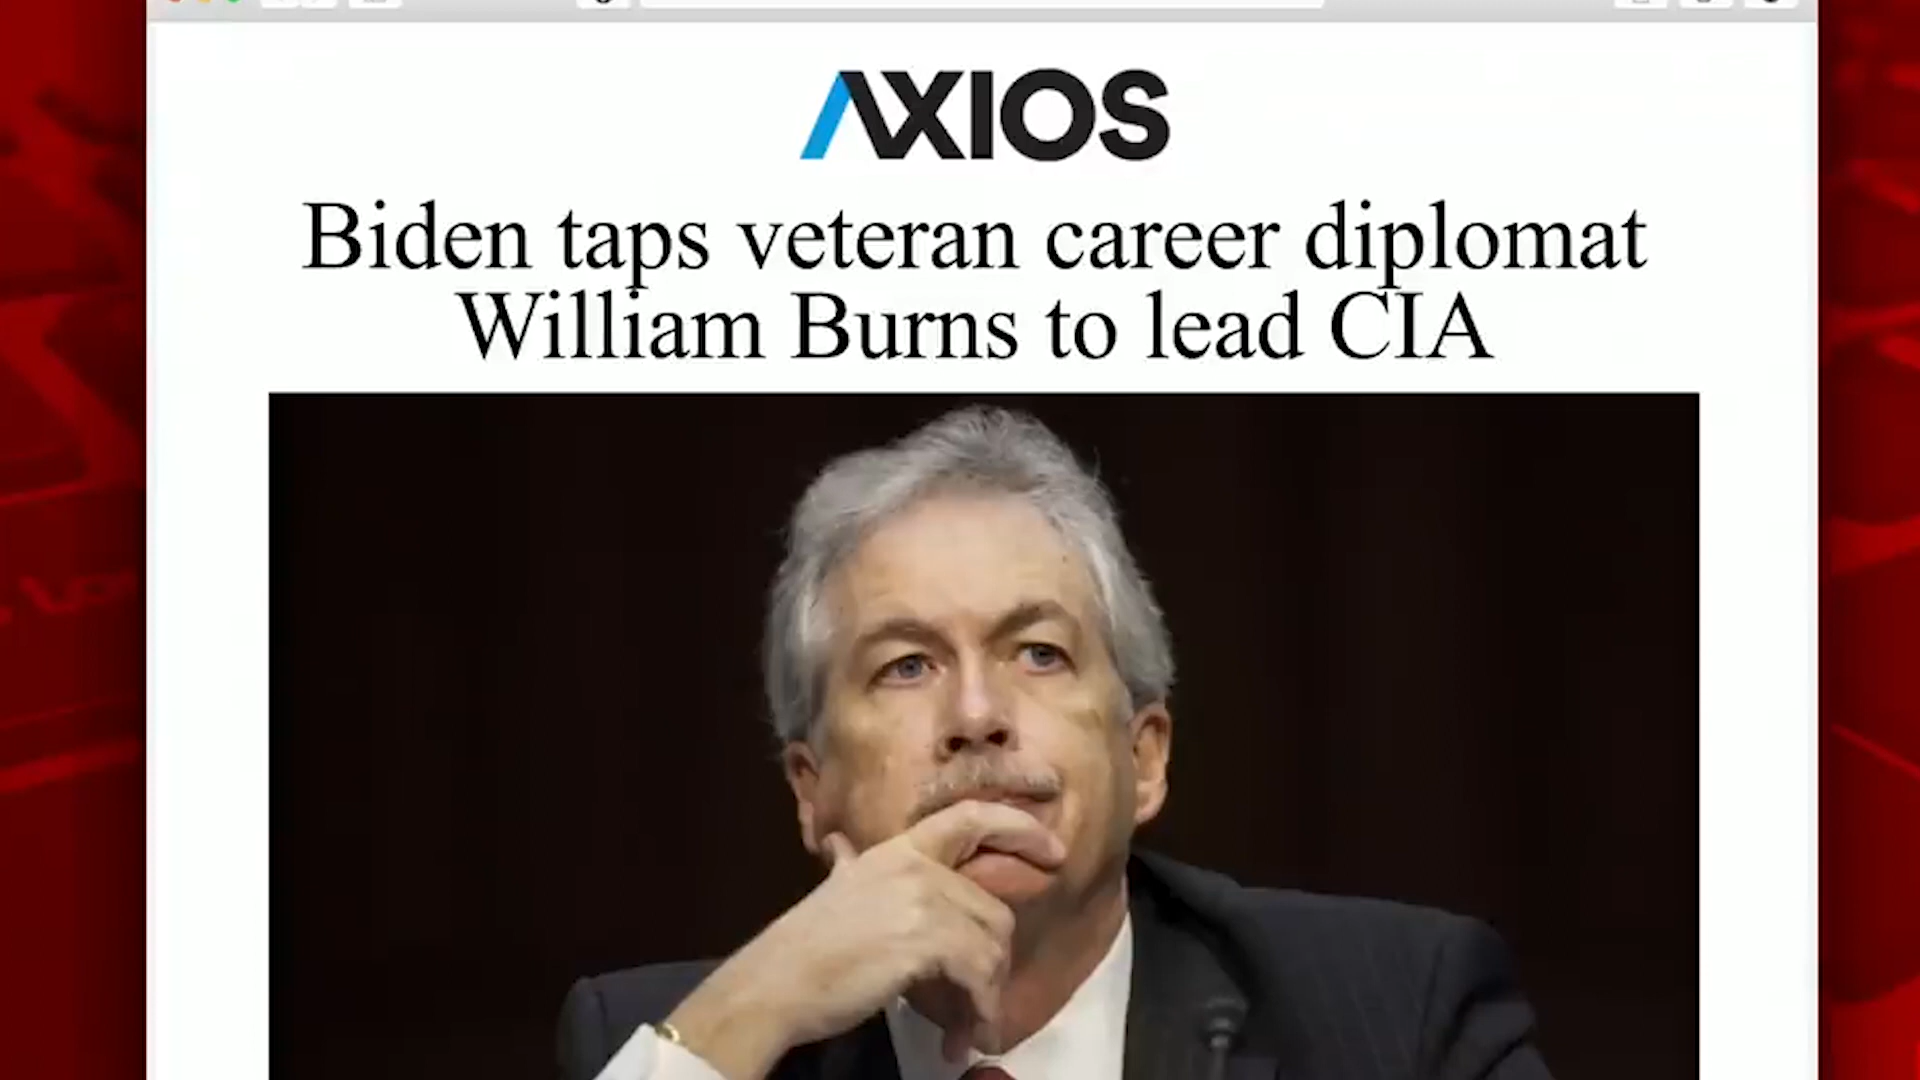 AXIOS
Biden taps veteran career diplomat
William Burns to lead CIA